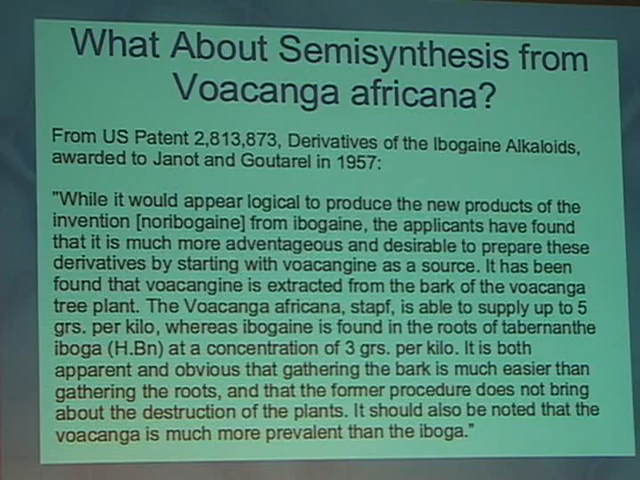 What About Semisynthesis from
Voacanga africana?
From US Patent 2,813,873, Derivatives of the Ibogaine Alkaloids,
awarded to Janot and Goutarel in 1957:
"While it would appear logical to produce the new products of the
invention [noribogaine] from ibogaine, the applicants have found
that it is much more adventageous and desirable to prepare these
derivatives by starting with voacangine as a source. It has been
found that voacangine is extracted from the bark of the voacanga
tree plant. The Voacanga africana, stapf, is able to supply up to 5
grs. per kilo, whereas ibogaine is found in the roots of tabernanthe
iboga (H.Bn) at a concentration of 3 grs. per kilo. It is both
apparent and obvious that gathering the bark is much easier than
gathering the roots, and that the former procedure does not bring
about the destruction of the plants. It should also be noted that the
voacanga is much more prevalent than the iboga."